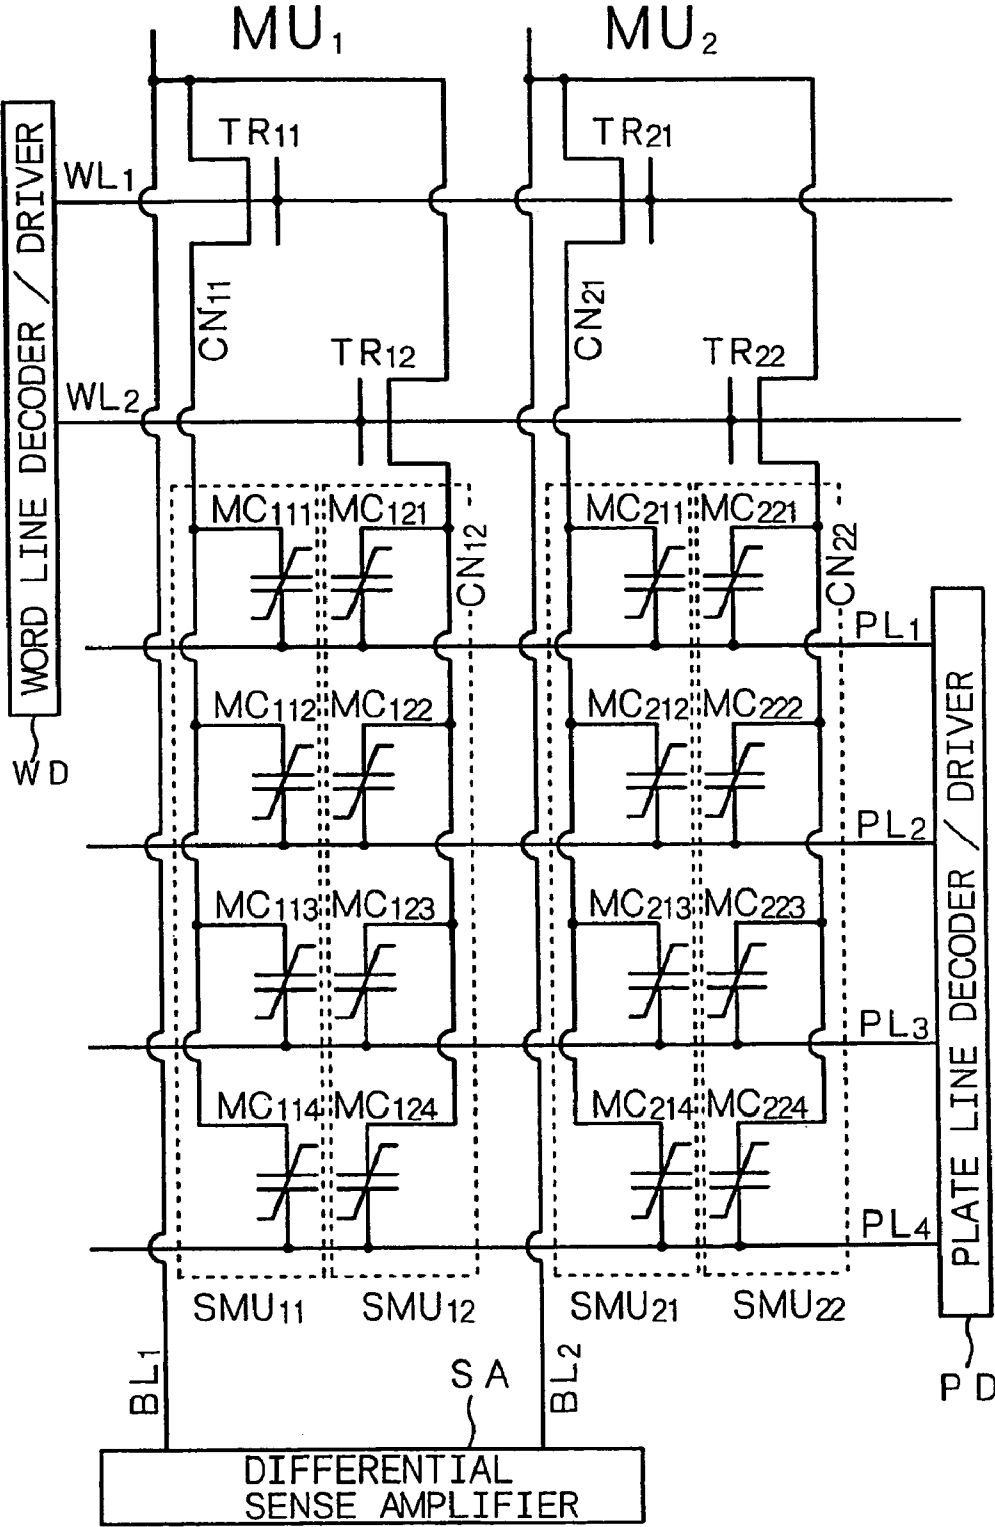 MU1
MU2
TR11
TR21
WL1
CN11
CN21
TR12
TR22
WL2
WORD LINE DECODER / DRIVER
WD
MC111
MC121
MC211
MC221
CN12
CN22
PL1
MC112
MC122
MC212
MC222
PL2
MC113
MC123
MC213
MC223
PL3
MC114
MC124
MC214
MC224
PL4
PLATE LINE DECODER / DRIVER
PD
SMU11
SMU12
SMU21
SMU22
BL1
BL2
SA
DIFFERENTIAL
SENSE AMPLIFIER